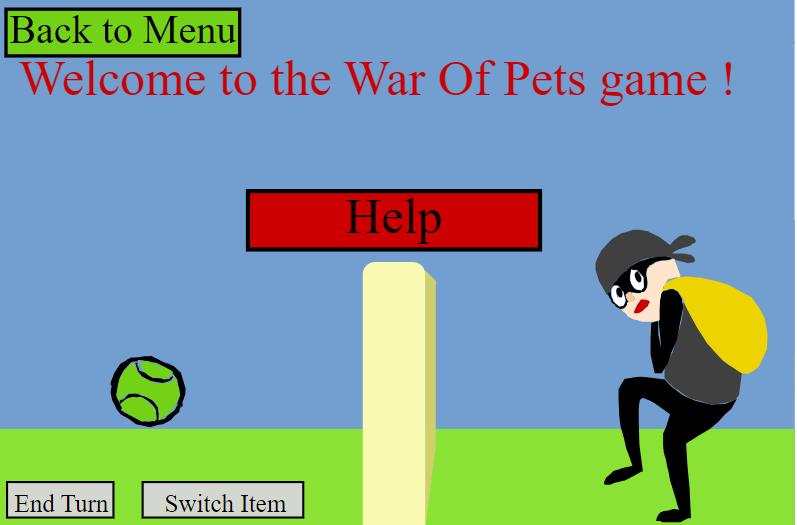 Back to Menu
Welcome to the War Of Pets game !
Help
End Turn
Switch Item